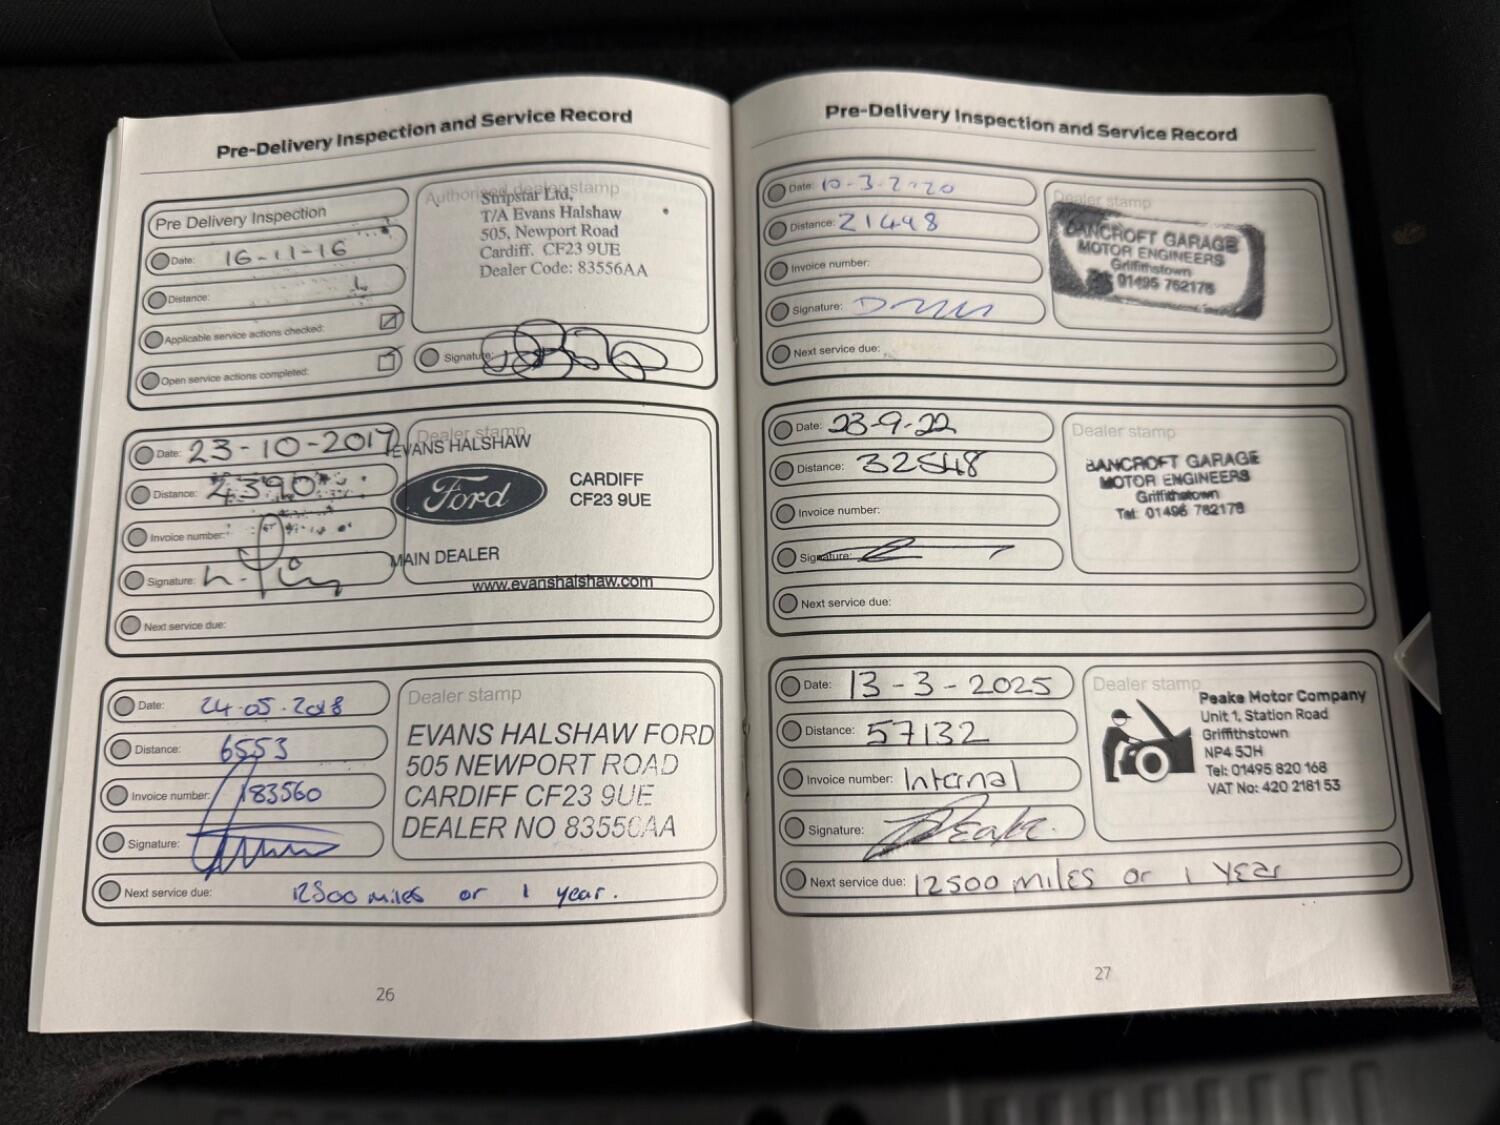 Pre-Delivery Inspection and Service Record
Pre Delivery Inspection
Date: 16-11-16
Distance:
Applicable service actions checked:
Open service actions completed:
Authorised dealer stamp
Stripstar Ltd,
T/A Evans Halshaw
505, Newport Road
Cardiff. CF23 9UE
Dealer Code: 83556AA
Signature:
Date: 23-10-2017
Distance: 4390
Invoice number:
Signature:
Next service due:
Dealer stamp
EVANS HALSHAW
Ford
CARDIFF
CF23 9UE
MAIN DEALER
www.evanshalshaw.com
Date: 24.05.2018
Distance: 6553
Invoice number: 183560
Signature:
Next service due: 12500 miles or 1 year.
Dealer stamp
EVANS HALSHAW FORD
505 NEWPORT ROAD
CARDIFF CF23 9UE
DEALER NO 83556AA
26
Pre-Delivery Inspection and Service Record
Date: 10-3-2020
Distance: 21498
Invoice number:
Signature:
Next service due:
Dealer stamp
BANCROFT GARAGE
MOTOR ENGINEERS
Griffithstown
01495 762178
Date: 23-9-22
Distance: 32548
Invoice number:
Signature:
Next service due:
Dealer stamp
BANCROFT GARAGE
MOTOR ENGINEERS
Griffithstown
Tel: 01495 762178
Date: 13-3-2025
Distance: 57132
Invoice number: Internal
Signature: Peake.
Next service due: 12500 miles or 1 YEar
Dealer stamp
Peake Motor Company
Unit 1, Station Road
Griffithstown
NP4 5JH
Tel: 01495 820 168
VAT No: 420 2181 53
27